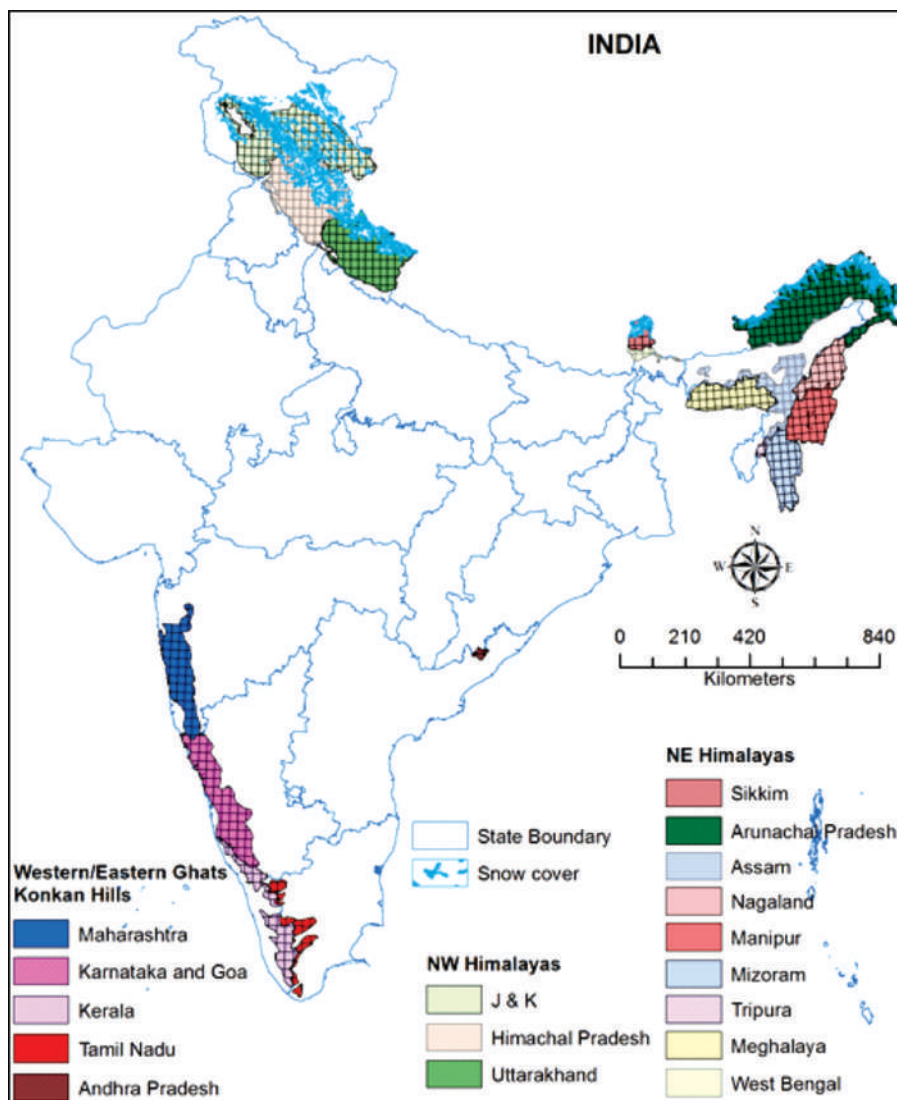 INDIA
N
W
E
S
0 210 420 840
Kilometers
Western/Eastern Ghats
Konkan Hills
Maharashtra
Karnataka and Goa
Kerala
Tamil Nadu
Andhra Pradesh
State Boundary
Snow cover
NW Himalayas
J & K
Himachal Pradesh
Uttarakhand
NE Himalayas
Sikkim
Arunachal Pradesh
Assam
Nagaland
Manipur
Mizoram
Tripura
Meghalaya
West Bengal